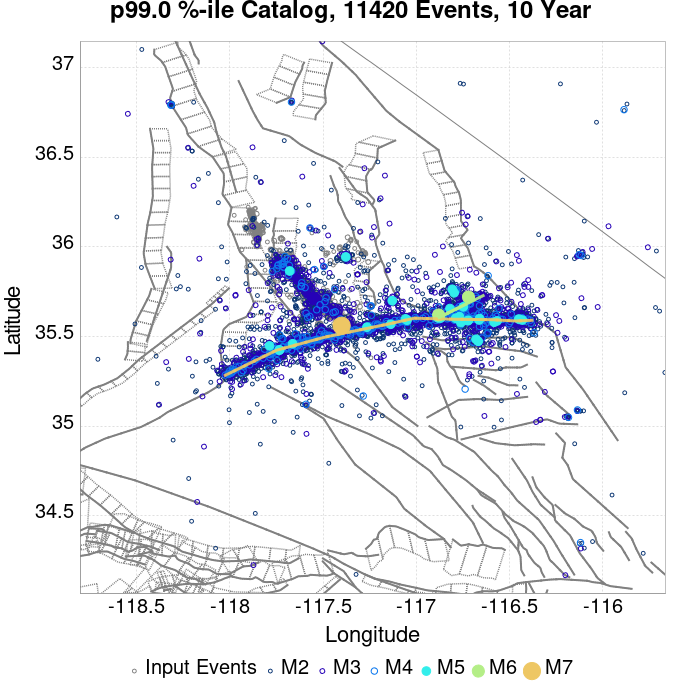 p99.0 %-ile Catalog, 11420 Events, 10 Year
37
36.5
36
35.5
35
34.5
Latitude
-118.5 -118 -117.5 -117 -116.5 -116
Longitude
Input Events M2 M3 M4 M5 M6 M7